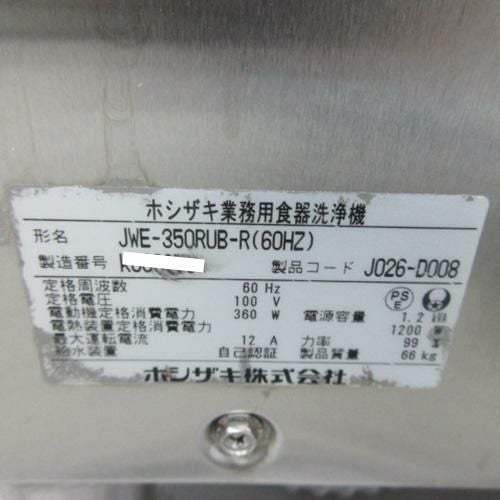 ホシザキ業務用食器洗浄機
形名 JWE-350RUB-R(60HZ)
製造番号
製品コード J026-D008
定格周波数 60 Hz
定格電圧 100 V
電動機定格消費電力 360 W 電源容量 1.2 kVA
電熱装置定格消費電力 1200 W
最大運転電流 12 A 力率 99 %
給水装置 自己認証 製品質量 66 kg
ホシザキ株式会社
PS
E